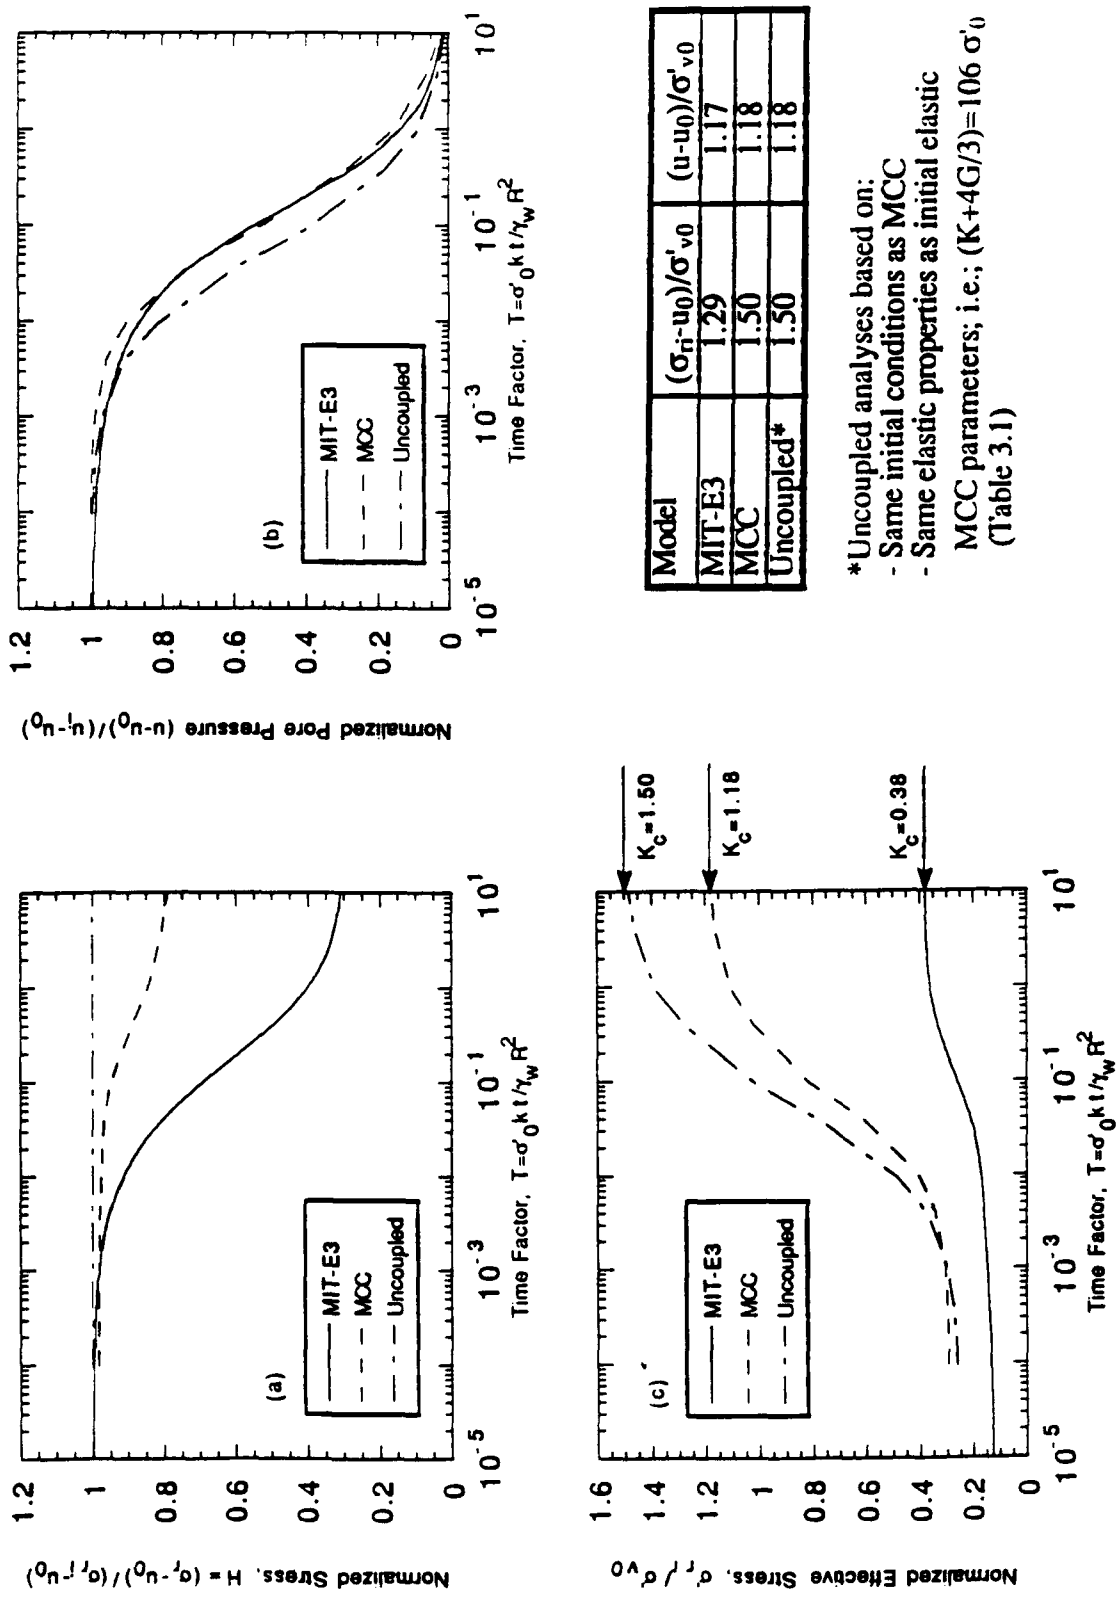 Normalized Stress, H = (σr-u0)/(σri-u0)
1.2
1
0.8
0.6
0.4
0.2
0
(a)
MIT-E3
MCC
Uncoupled
10-5
10-3
10-1
101
Time Factor, T=σ'0kt/γwR2
Normalized Pore Pressure (u-u0)/(ui-u0)
1.2
1
0.8
0.6
0.4
0.2
0
(b)
MIT-E3
MCC
Uncoupled
10-5
10-3
10-1
101
Time Factor, T=σ'0kt/γwR2
Normalized Effective Stress, σ'r/σ'v0
1.6
1.4
1.2
1
0.8
0.6
0.4
0.2
0
(c)
MIT-E3
MCC
Uncoupled
Kc=1.50
Kc=1.18
Kc=0.38
10-5
10-3
10-1
101
Time Factor, T=σ'0kt/γwR2
Model (σri-u0)/σ'v0 (u-u0)/σ'v0
MIT-E3 1.29 1.17
MCC 1.50 1.18
Uncoupled* 1.50 1.18
*Uncoupled analyses based on:
- Same initial conditions as MCC
- Same elastic properties as initial elastic
MCC parameters; i.e.; (K+4G/3)=106 σ'0
(Table 3.1)